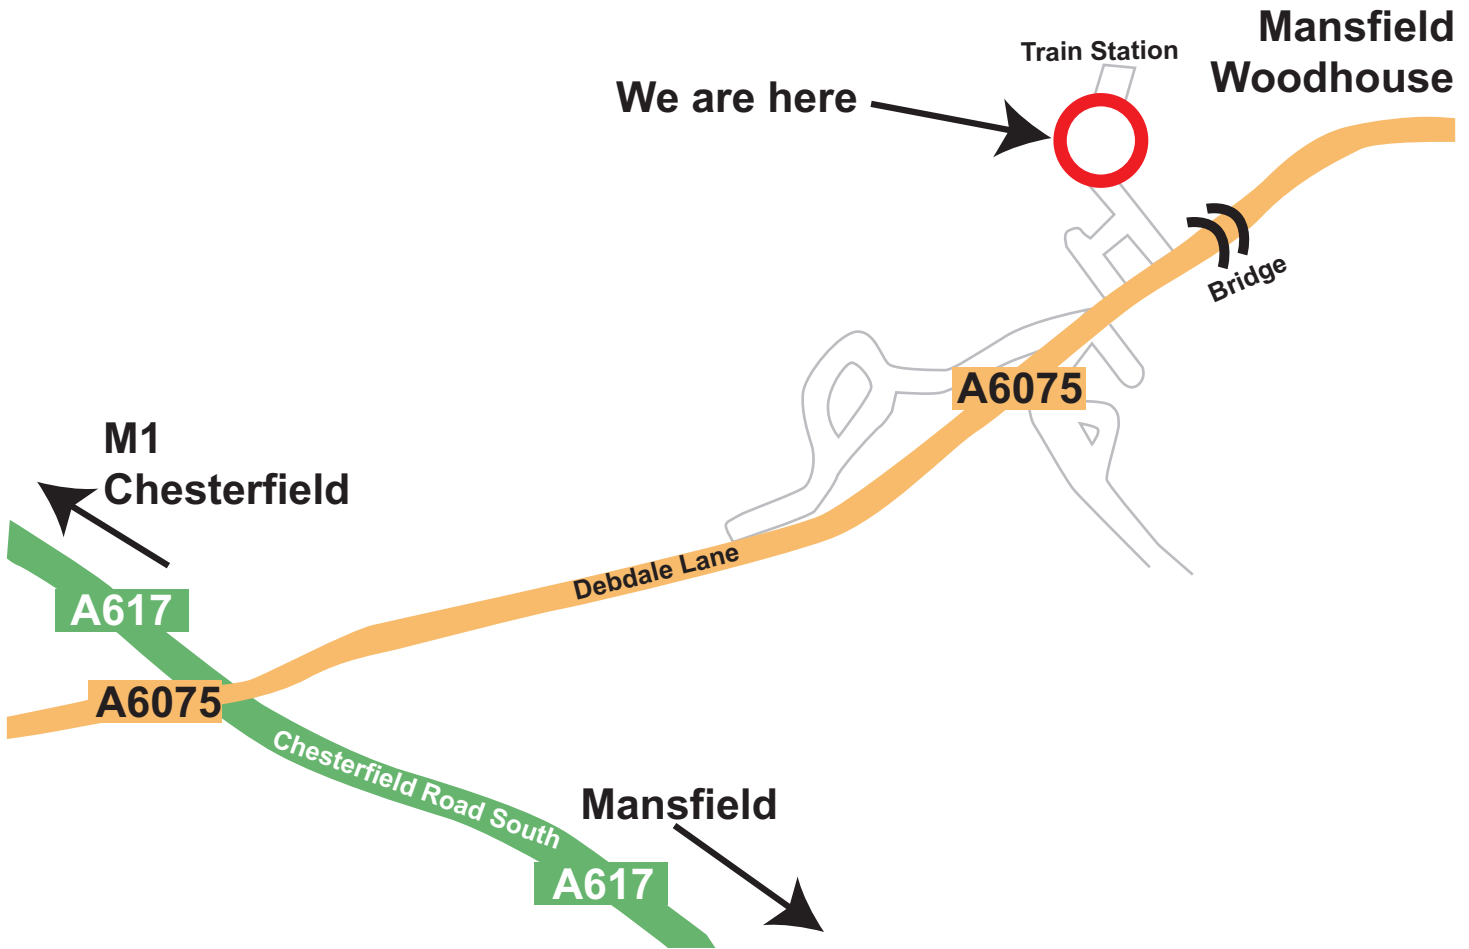 Mansfield
Woodhouse
Train Station
We are here
Bridge
A6075
M1
Chesterfield
Debdale Lane
A617
A6075
Chesterfield Road South
Mansfield
A617